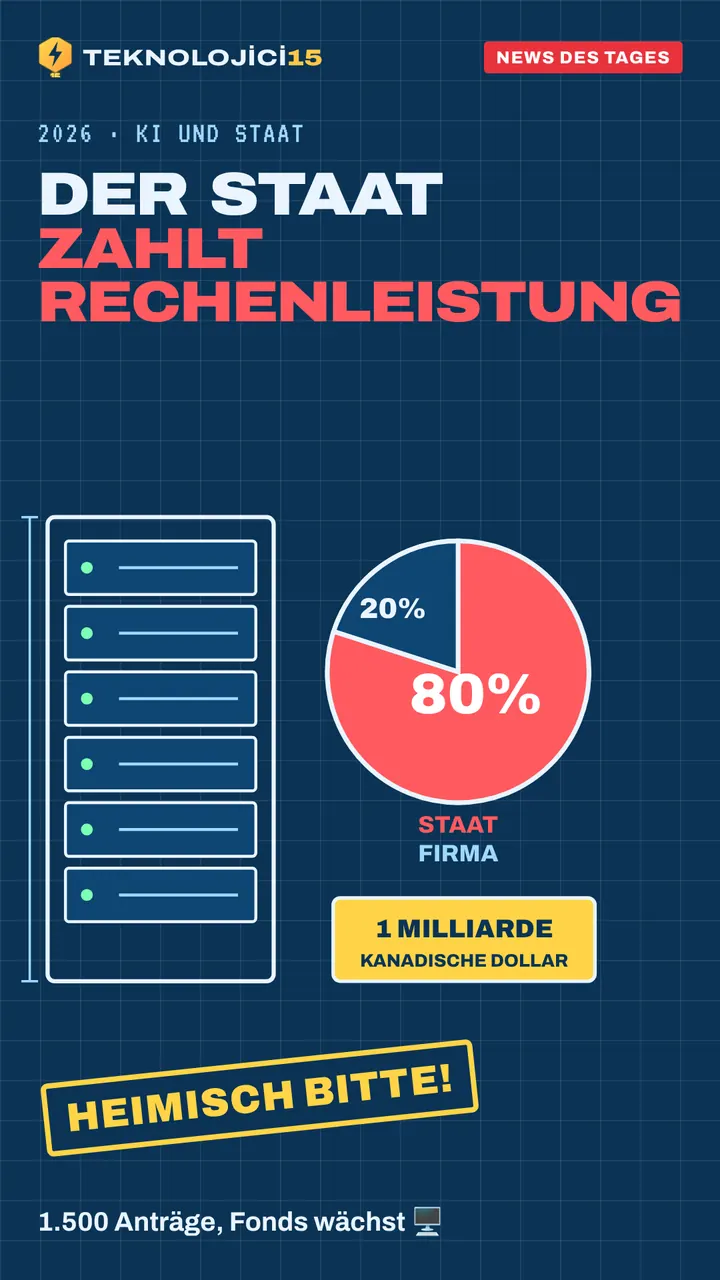 TEKNOLOJİCİ15
NEWS DES TAGES
2026 · KI UND STAAT
DER STAAT
ZAHLT
RECHENLEISTUNG
20%
80%
STAAT
FIRMA
1 MILLIARDE
KANADISCHE DOLLAR
HEIMISCH BITTE!
1.500 Anträge, Fonds wächst 🖥️